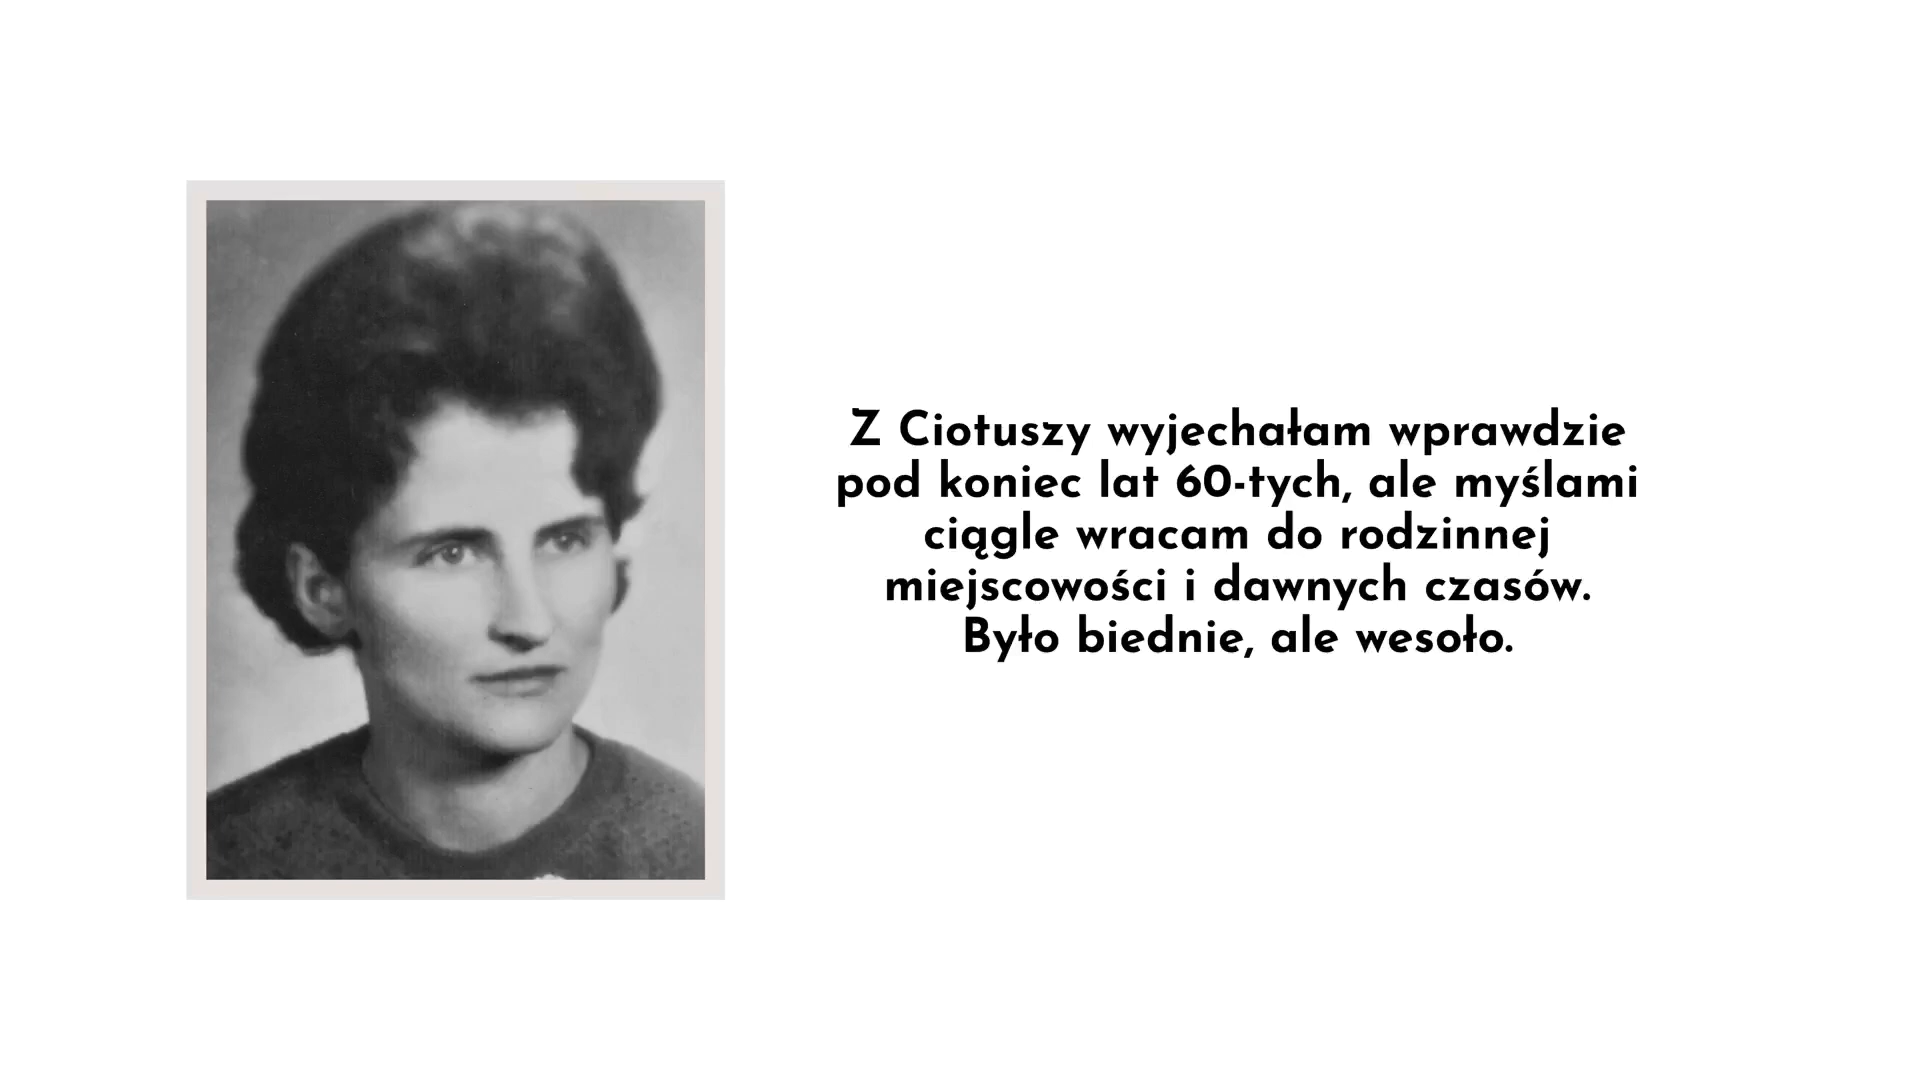 Z Ciotuszy wyjechałam wprawdzie
pod koniec lat 60-tych, ale myślami
ciągle wracam do rodzinnej
miejscowości i dawnych czasów.
Było biednie, ale wesoło.